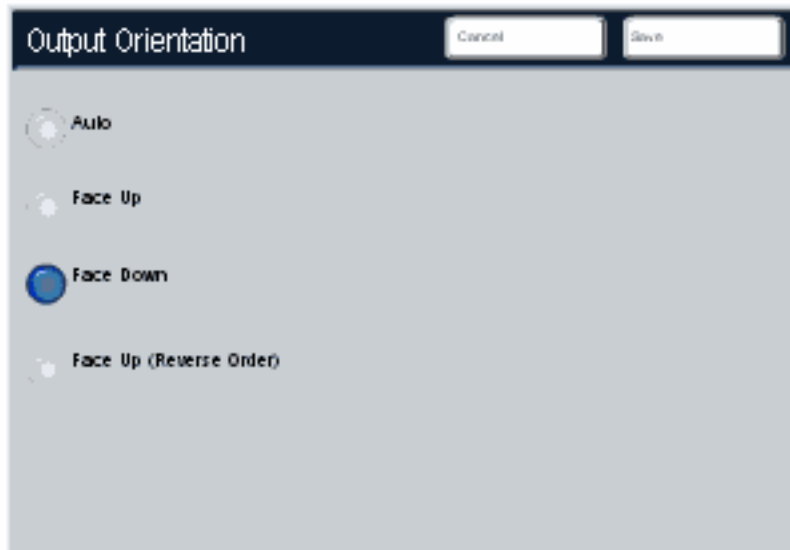 Output Orientation
Cancel
Save
Auto
Face Up
Face Down
Face Up (Reverse Order)